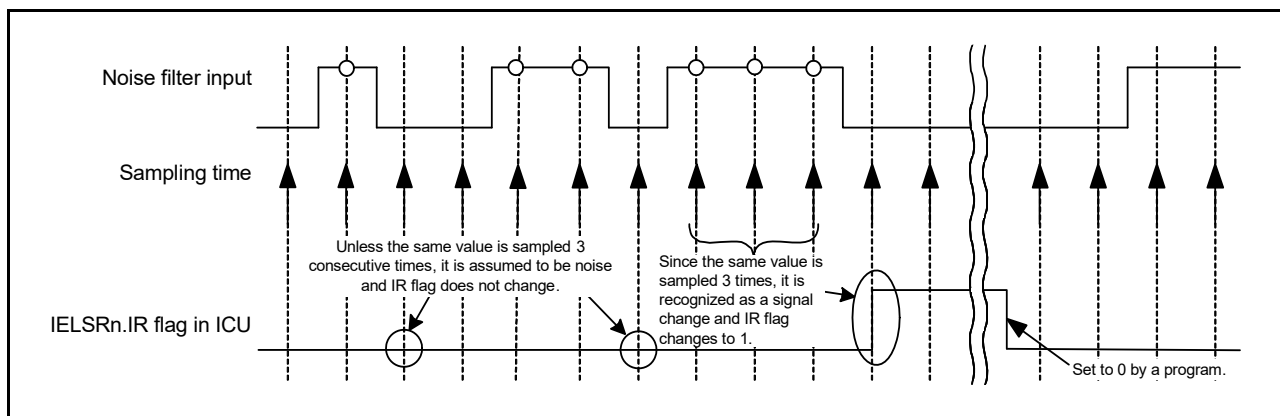 Noise filter input
Sampling time
Unless the same value is sampled 3
consecutive times, it is assumed to be noise
and IR flag does not change.
Since the same value is
sampled 3 times, it is
recognized as a signal
change and IR flag
changes to 1.
IELSRn.IR flag in ICU
Set to 0 by a program.